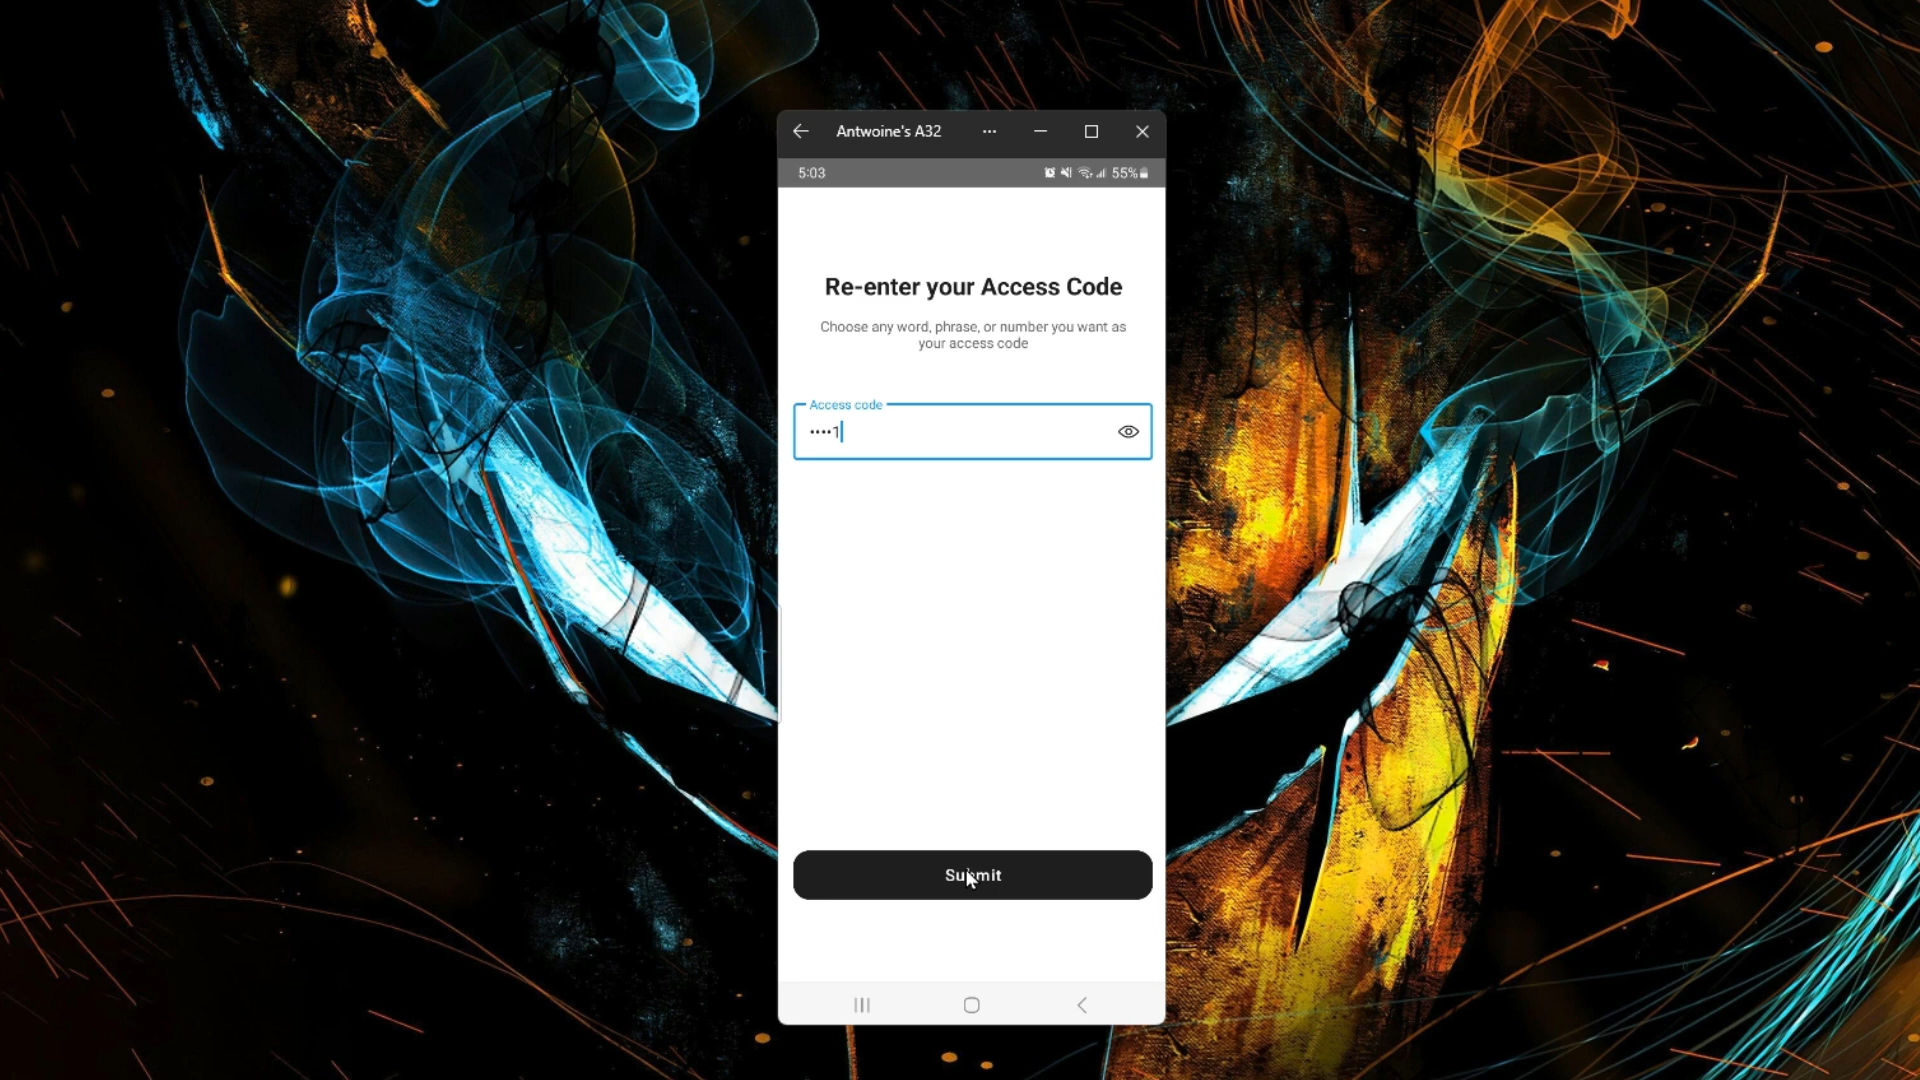 Antwoine's A32
5:03
55%
Re-enter your Access Code
Choose any word, phrase, or number you want as
your access code
Access code
••••1
Submit